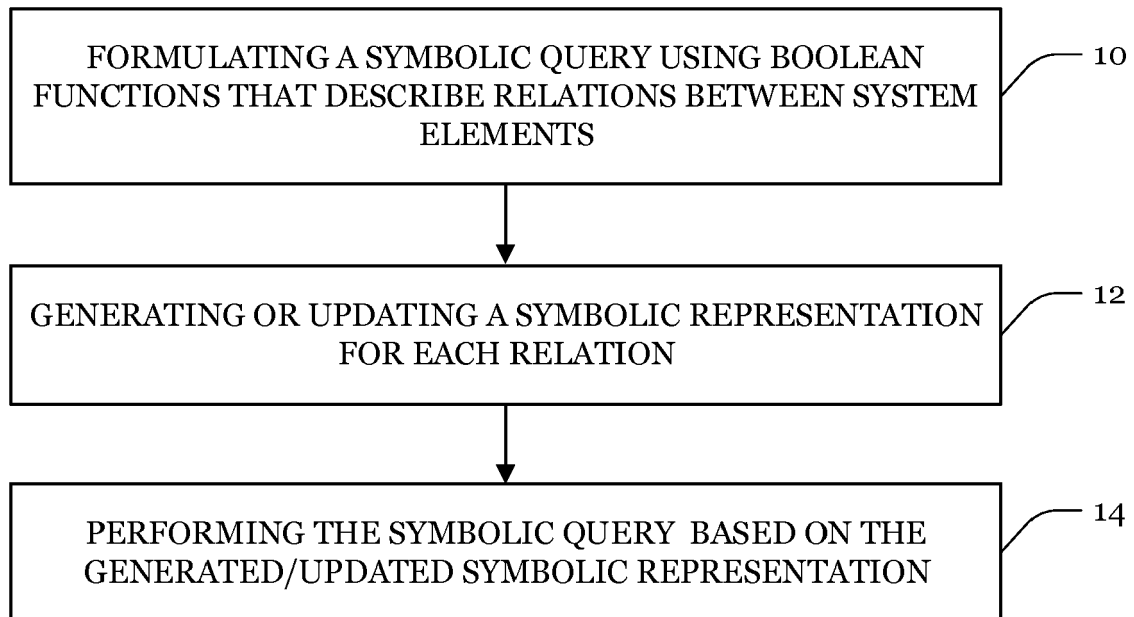 FORMULATING A SYMBOLIC QUERY USING BOOLEAN
FUNCTIONS THAT DESCRIBE RELATIONS BETWEEN SYSTEM
ELEMENTS
10
GENERATING OR UPDATING A SYMBOLIC REPRESENTATION
FOR EACH RELATION
12
PERFORMING THE SYMBOLIC QUERY BASED ON THE
GENERATED/UPDATED SYMBOLIC REPRESENTATION
14